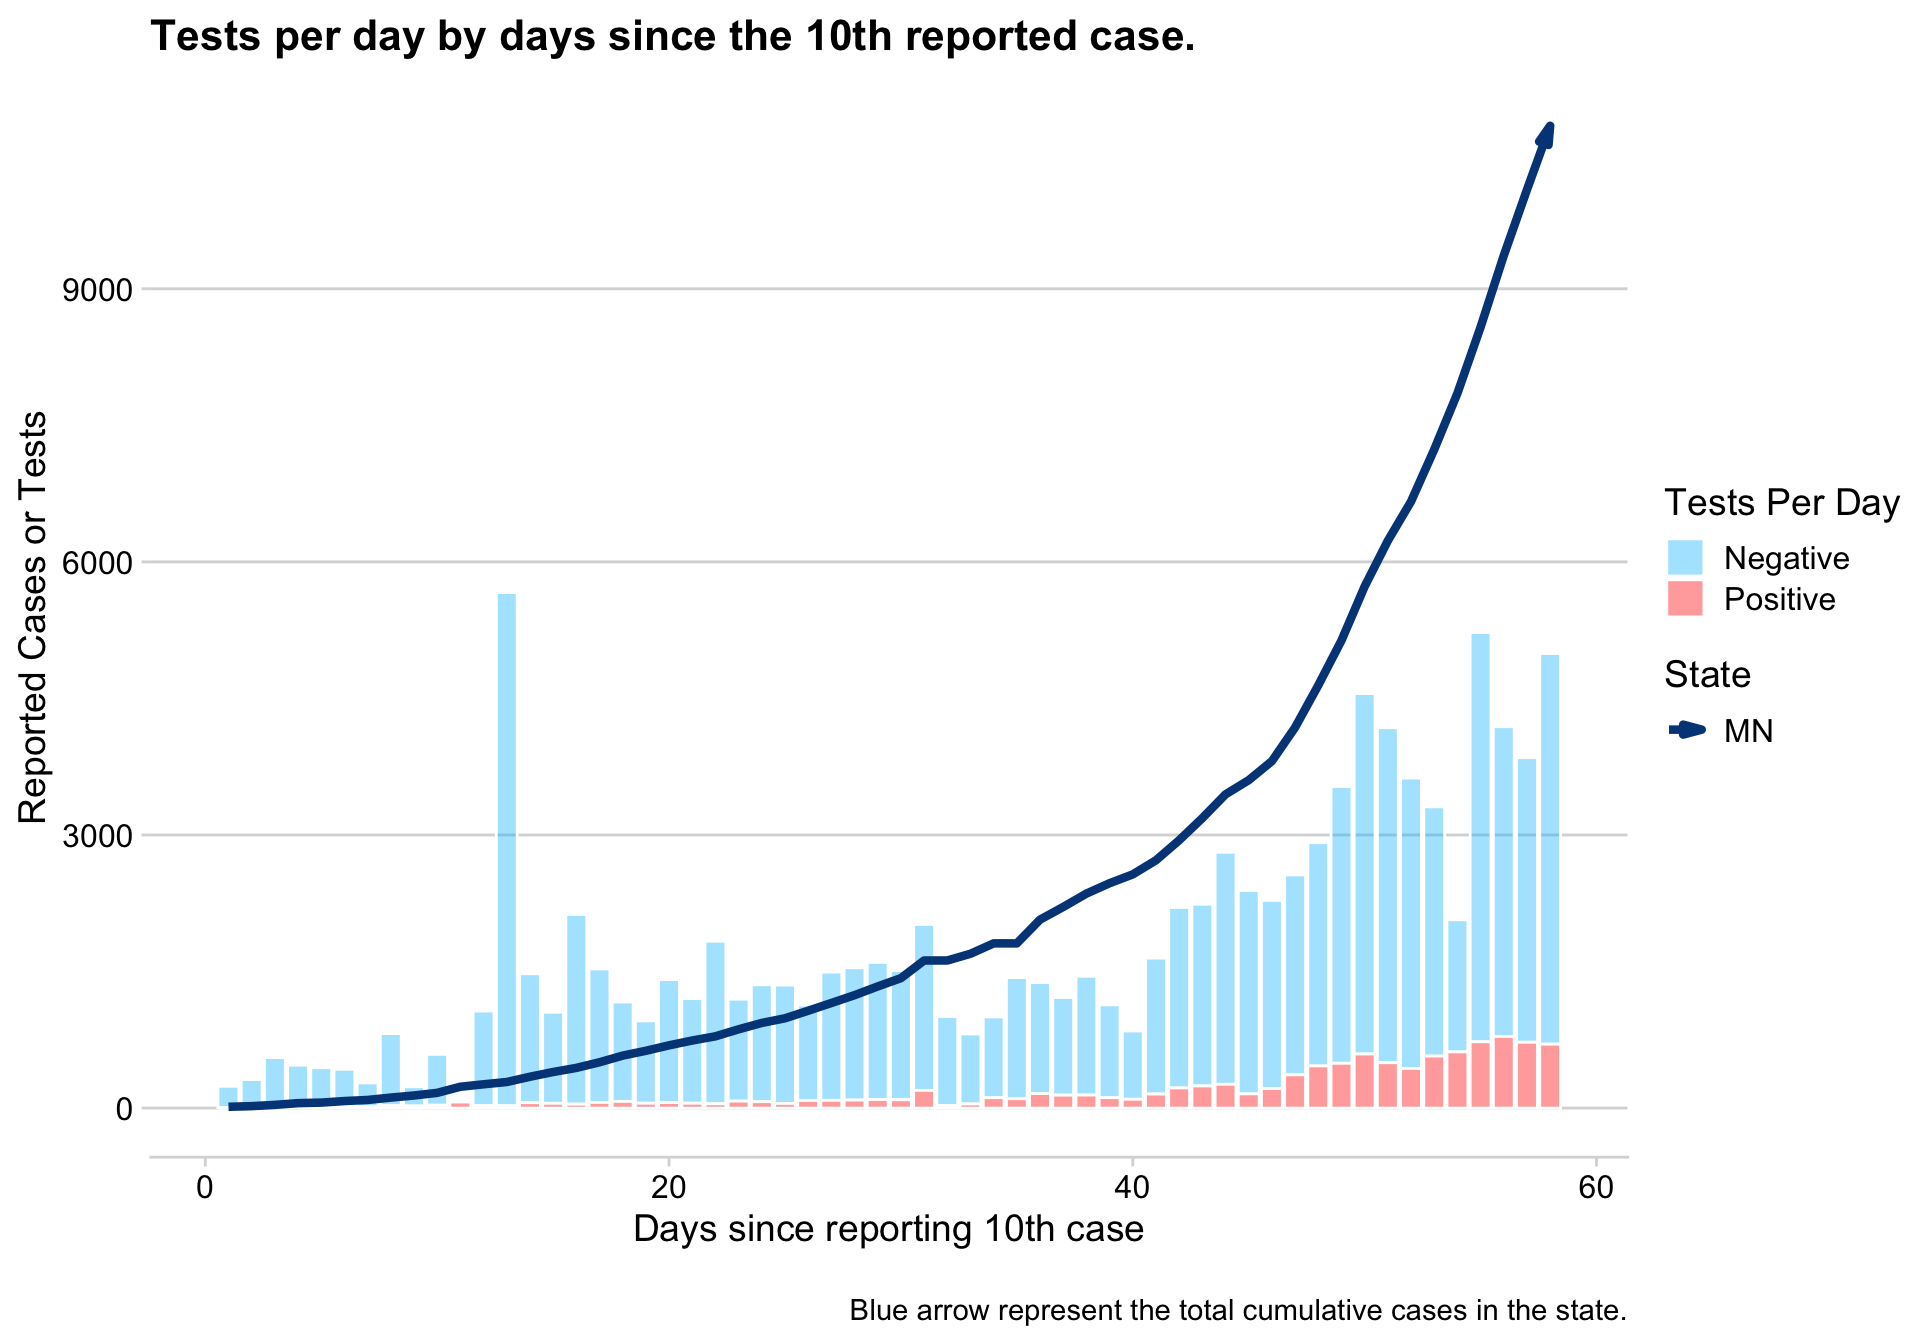 Tests per day by days since the 10th reported case.
Reported Cases or Tests
9000
6000
3000
0
0
20
40
60
Days since reporting 10th case
Tests Per Day
Negative
Positive
State
MN
Blue arrow represent the total cumulative cases in the state.